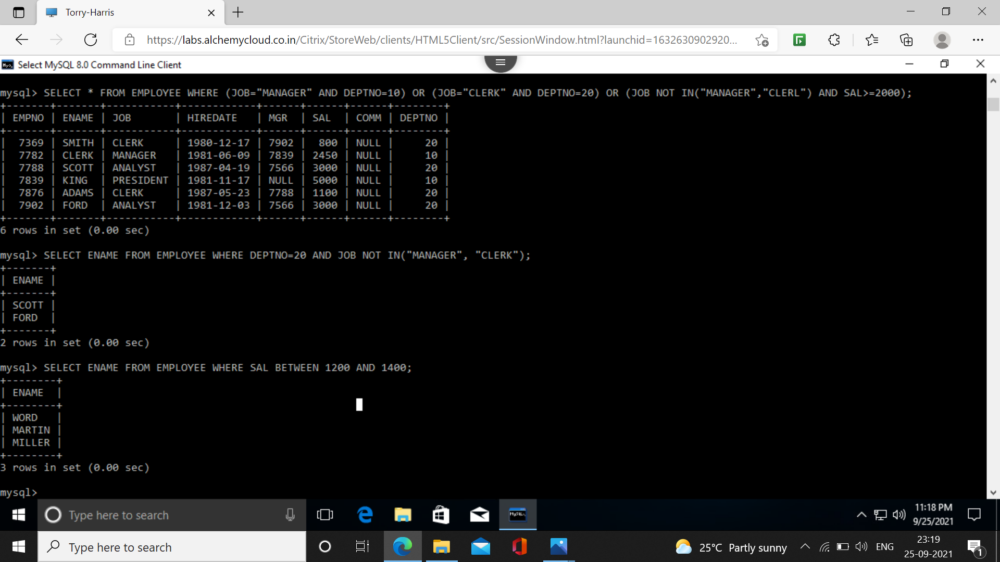 Torry-Harris
https://labs.alchemycloud.co.in/Citrix/StoreWeb/clients/HTML5Client/src/SessionWindow.html?launchid=1632630902920...
Select MySQL 8.0 Command Line Client
mysql> SELECT * FROM EMPLOYEE WHERE (JOB="MANAGER" AND DEPTNO=10) OR (JOB="CLERK" AND DEPTNO=20) OR (JOB NOT IN("MANAGER","CLERL") AND SAL>=2000);
+-------+-------+-----------+------------+------+------+------+--------+
| EMPNO | ENAME | JOB       | HIREDATE   | MGR  | SAL  | COMM | DEPTNO |
+-------+-------+-----------+------------+------+------+------+--------+
|  7369 | SMITH | CLERK     | 1980-12-17 | 7902 |  800 | NULL |     20 |
|  7782 | CLERK | MANAGER   | 1981-06-09 | 7839 | 2450 | NULL |     10 |
|  7788 | SCOTT | ANALYST   | 1987-04-19 | 7566 | 3000 | NULL |     20 |
|  7839 | KING  | PRESIDENT | 1981-11-17 | NULL | 5000 | NULL |     10 |
|  7876 | ADAMS | CLERK     | 1987-05-23 | 7788 | 1100 | NULL |     20 |
|  7902 | FORD  | ANALYST   | 1981-12-03 | 7566 | 3000 | NULL |     20 |
+-------+-------+-----------+------------+------+------+------+--------+
6 rows in set (0.00 sec)
mysql> SELECT ENAME FROM EMPLOYEE WHERE DEPTNO=20 AND JOB NOT IN("MANAGER", "CLERK");
+-------+
| ENAME |
+-------+
| SCOTT |
| FORD  |
+-------+
2 rows in set (0.00 sec)
mysql> SELECT ENAME FROM EMPLOYEE WHERE SAL BETWEEN 1200 AND 1400;
+--------+
| ENAME  |
+--------+
| WORD   |
| MARTIN |
| MILLER |
+--------+
3 rows in set (0.00 sec)
mysql>
Type here to search
11:18 PM
9/25/2021
Type here to search
25°C Partly sunny
ENG
23:19
25-09-2021
1